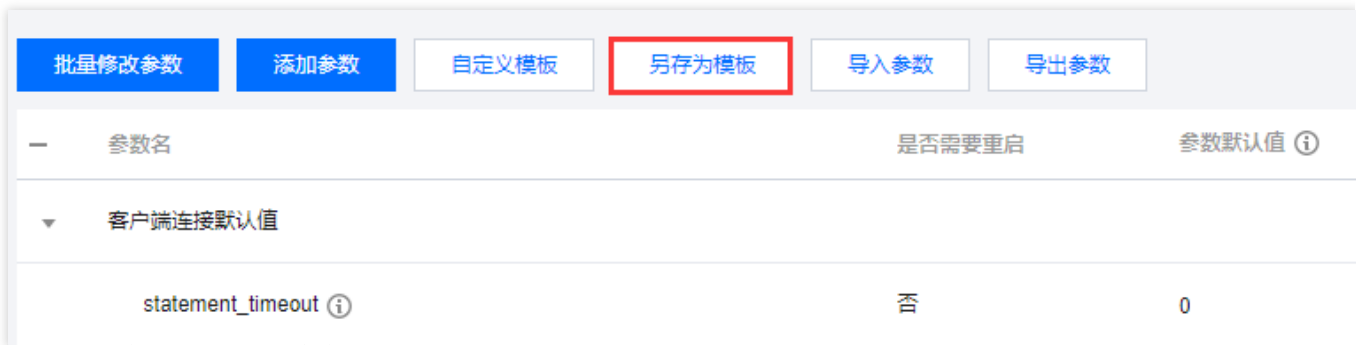 批量修改参数 添加参数 自定义模板 另存为模板 导入参数 导出参数
参数名 是否需要重启 参数默认值
客户端连接默认值
statement_timeout 否 0